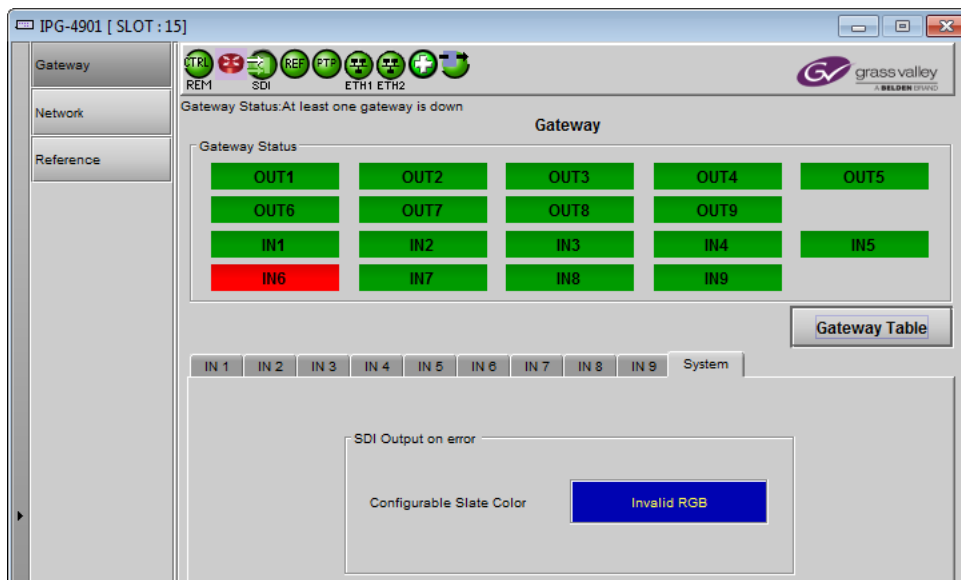 IPG-4901 [ SLOT : 15]
Gateway
Network
Reference
CTRL REF PTP
REM SDI ETH1 ETH2
grass valley
A BELDEN BRAND
Gateway Status:At least one gateway is down
Gateway
Gateway Status
OUT1 OUT2 OUT3 OUT4 OUT5
OUT6 OUT7 OUT8 OUT9
IN1 IN2 IN3 IN4 IN5
IN6 IN7 IN8 IN9
Gateway Table
IN 1 IN 2 IN 3 IN 4 IN 5 IN 6 IN 7 IN 8 IN 9 System
SDI Output on error
Configurable Slate Color Invalid RGB